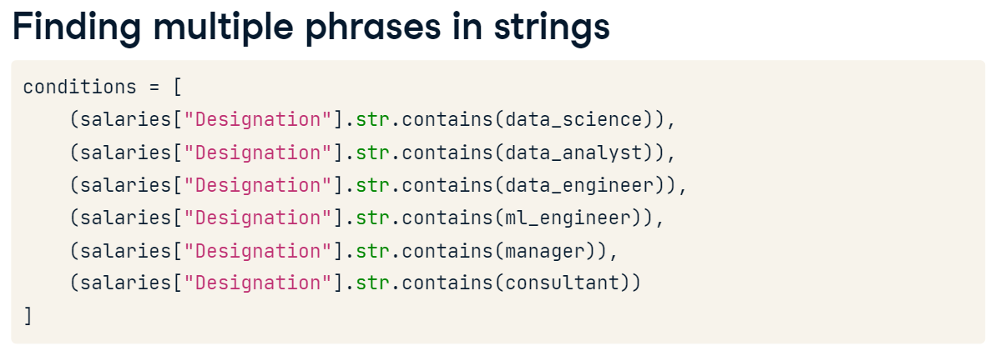 Finding multiple phrases in strings
conditions = [
    (salaries["Designation"].str.contains(data_science)),
    (salaries["Designation"].str.contains(data_analyst)),
    (salaries["Designation"].str.contains(data_engineer)),
    (salaries["Designation"].str.contains(ml_engineer)),
    (salaries["Designation"].str.contains(manager)),
    (salaries["Designation"].str.contains(consultant))
]